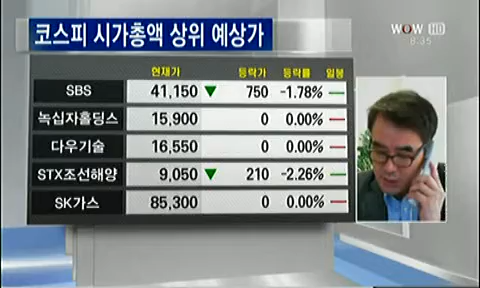 코스피 시가총액 상위 예상가
WOW HD
8:35
현재가 등락가 등락률 일봉
SBS 41,150 ▼ 750 -1.78%
녹십자홀딩스 15,900 0 0.00%
다우기술 16,550 0 0.00%
STX조선해양 9,050 ▼ 210 -2.26%
SK가스 85,300 0 0.00%